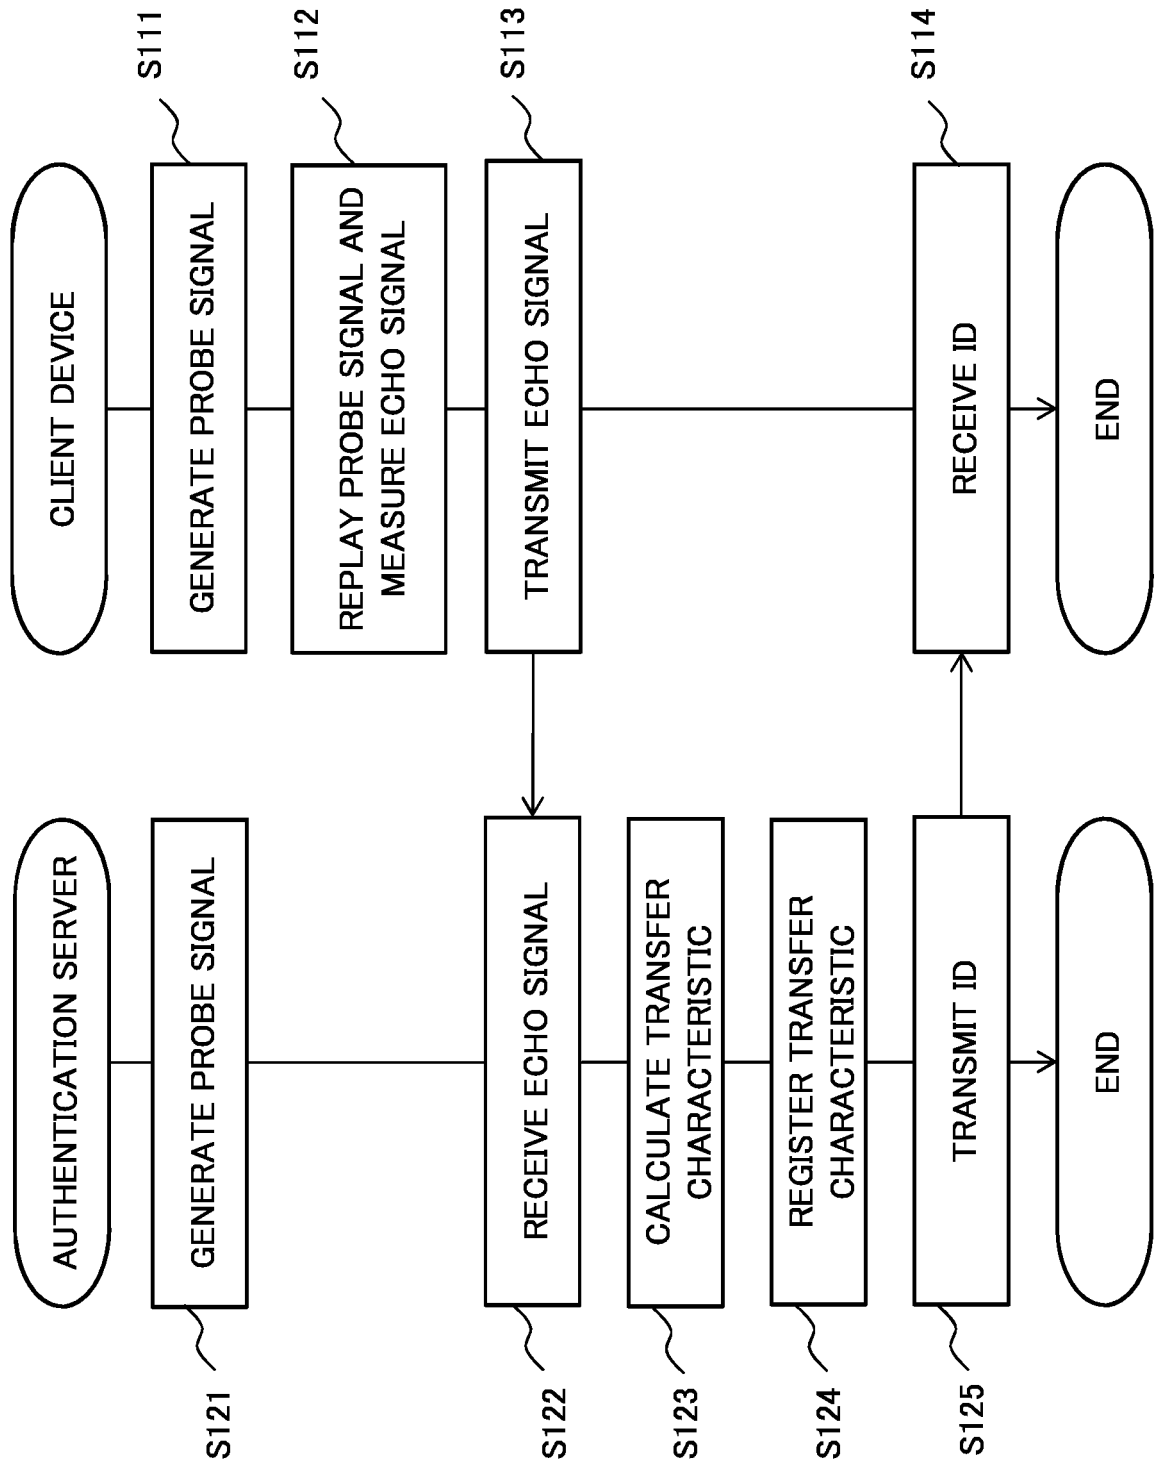 AUTHENTICATION SERVER
S121
GENERATE PROBE SIGNAL
S122
RECEIVE ECHO SIGNAL
S123
CALCULATE TRANSFER
CHARACTERISTIC
S124
REGISTER TRANSFER
CHARACTERISTIC
S125
TRANSMIT ID
END
CLIENT DEVICE
GENERATE PROBE SIGNAL
S111
REPLAY PROBE SIGNAL AND
MEASURE ECHO SIGNAL
S112
TRANSMIT ECHO SIGNAL
S113
RECEIVE ID
S114
END